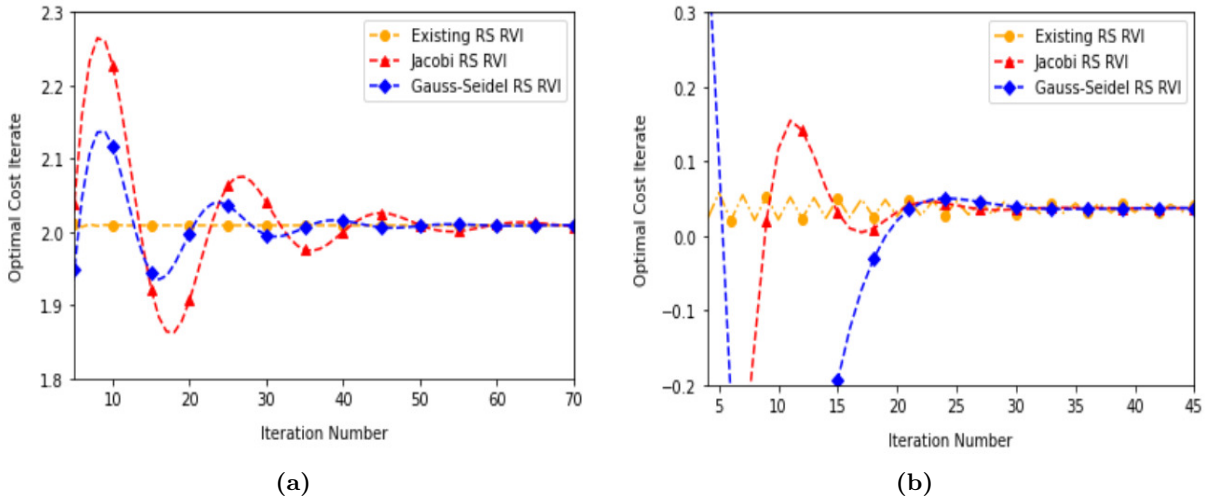 2.3
2.2
2.1
2.0
1.9
1.8
Optimal Cost Iterate
Existing RS RVI
Jacobi RS RVI
Gauss-Seidel RS RVI
10 20 30 40 50 60 70
Iteration Number
(a)
0.3
0.2
0.1
0.0
−0.1
−0.2
Optimal Cost Iterate
Existing RS RVI
Jacobi RS RVI
Gauss-Seidel RS RVI
5 10 15 20 25 30 35 40 45
Iteration Number
(b)